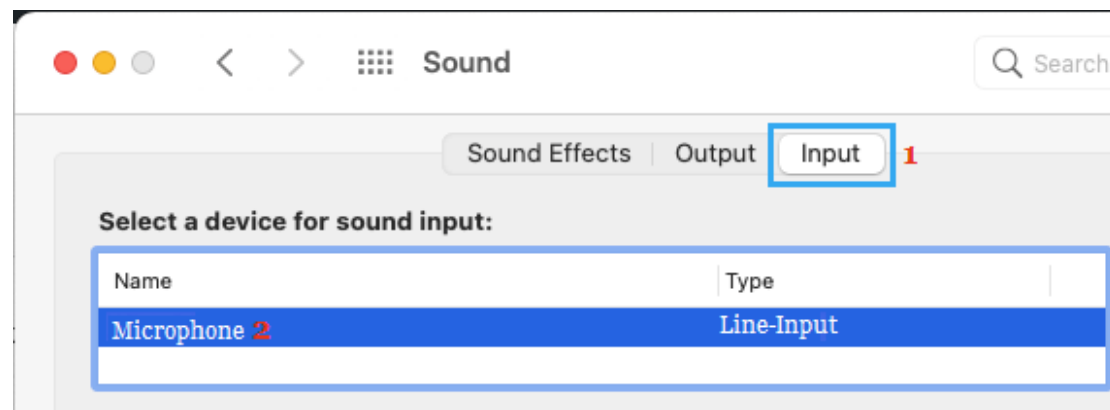 Sound
Search
Sound Effects Output Input 1
Select a device for sound input:
Name Type
Microphone 2 Line-Input